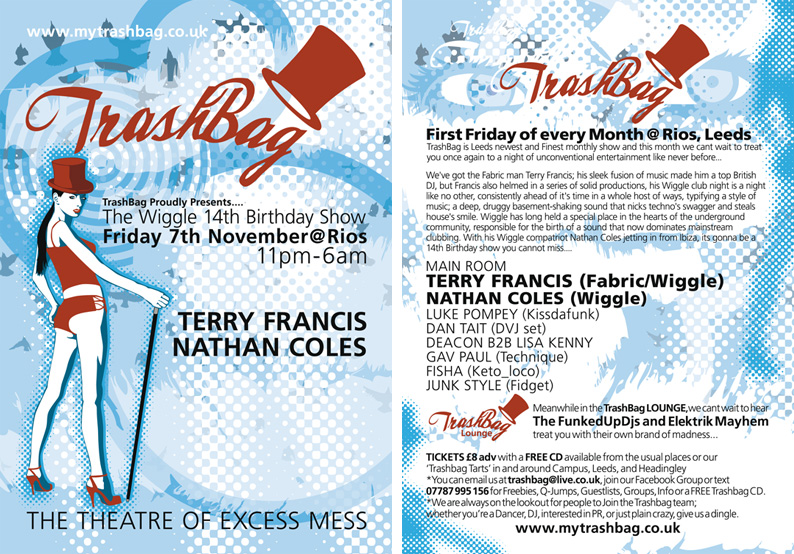 www.mytrashbag.co.uk
TrashBag
TrashBag Proudly Presents....
The Wiggle 14th Birthday Show
Friday 7th November@Rios
11pm-6am
TERRY FRANCIS
NATHAN COLES
THE THEATRE OF EXCESS MESS
TrashBag
First Friday of every Month @ Rios, Leeds
TrashBag is Leeds newest and Finest monthly show and this month we cant wait to treat
you once again to a night of unconventional entertainment like never before...
We've got the Fabric man Terry Francis; his sleek fusion of music made him a top British
DJ, but Francis also helmed in a series of solid productions, his Wiggle club night is a night
like no other, consistently ahead of it's time in a whole host of ways, typifying a style of
music; a deep, druggy basement-shaking sound that nicks techno's swagger and steals
house's smile. Wiggle has long held a special place in the hearts of the underground
community, responsible for the birth of a sound that now dominates mainstream
clubbing. With his Wiggle compatriot Nathan Coles jetting in from Ibiza, its gonna be a
14th Birthday show you cannot miss....
MAIN ROOM
TERRY FRANCIS (Fabric/Wiggle)
NATHAN COLES (Wiggle)
LUKE POMPEY (Kissdafunk)
DAN TAIT (DVJ set)
DEACON B2B LISA KENNY
GAV PAUL (Technique)
FISHA (Keto_loco)
JUNK STYLE (Fidget)
TrashBag
Lounge
Meanwhile in the TrashBag LOUNGE, we cant wait to hear
The FunkedUpDjs and Elektrik Mayhem
treat you with their own brand of madness...
TICKETS £8 adv with a FREE CD available from the usual places or our
'Trashbag Tarts' in and around Campus, Leeds, and Headingley
*You can email us at trashbag@live.co.uk, join our Facebook Group or text
07787 995 156 for Freebies, Q-Jumps, Guestlists, Groups, Info or a FREE Trashbag CD.
*We are always on the lookout for people to Join the Trashbag team;
whether you're a Dancer, DJ, interested in PR, or just plain crazy, give us a dingle.
www.mytrashbag.co.uk